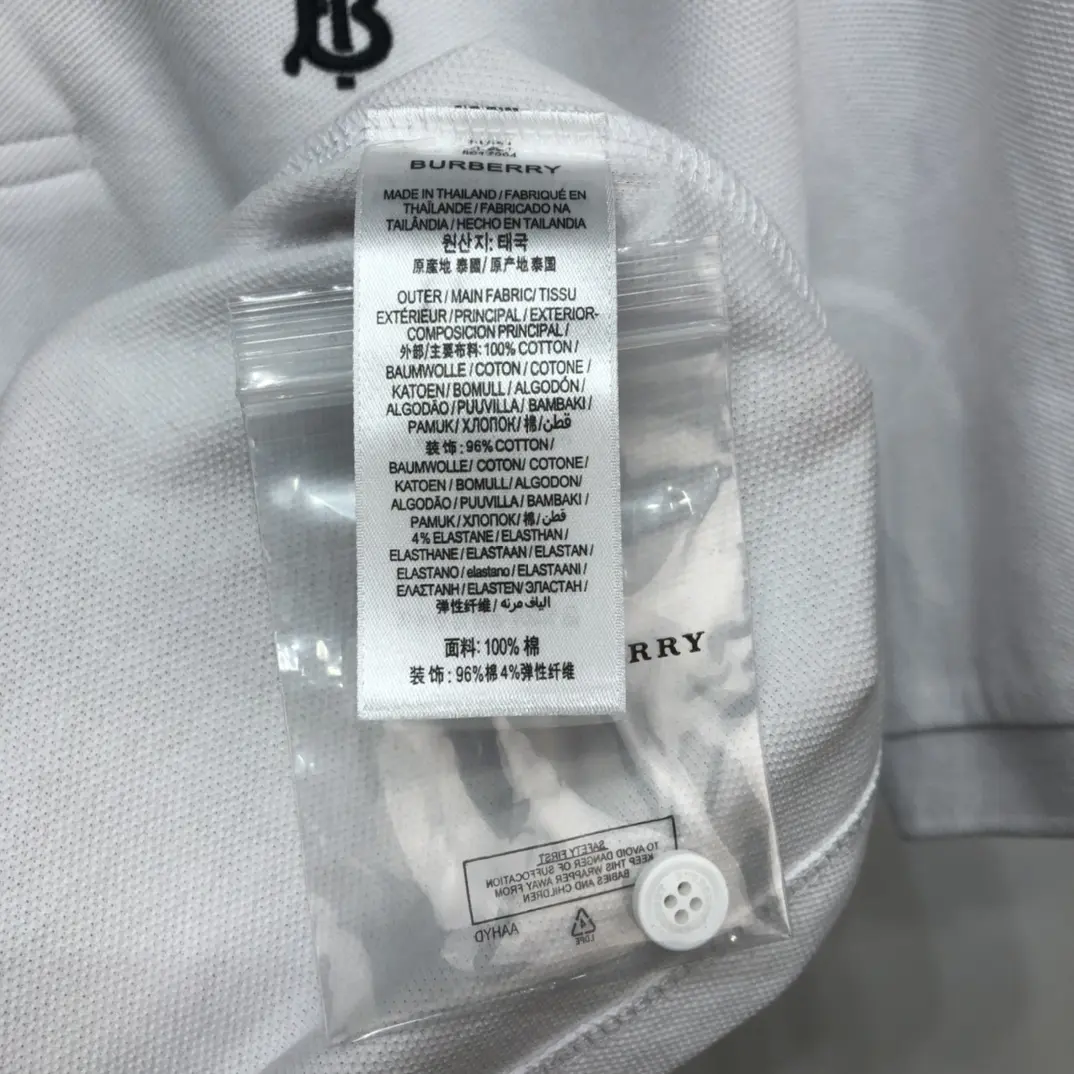 BURBERRY
MADE IN THAILAND / FABRIQUÉ EN
THAÏLANDE / FABRICADO NA
TAILÂNDIA / HECHO EN TAILANDIA
원산지: 태국
原産地 泰國/ 原产地 泰国
OUTER / MAIN FABRIC/ TISSU
EXTÉRIEUR / PRINCIPAL / EXTERIOR-
COMPOSICION PRINCIPAL /
外部/主要布料: 100% COTTON /
BAUMWOLLE / COTON / COTONE /
KATOEN / BOMULL / ALGODÓN /
ALGODÃO / PUUVILLA / BAMBAKI /
PAMUK / ХЛОПОК/ 棉/قطن
装 饰 : 96% COTTON /
BAUMWOLLE/ COTON/ COTONE /
KATOEN / BOMULL/ ALGODON/
ALGODÃO / PUUVILLA / BAMBAKI /
PAMUK / ХЛОПОК/ 棉/قطن
4% ELASTANE / ELASTHAN /
ELASTHANE / ELASTAAN / ELASTAN /
ELASTANO / elastano / ELASTAANI /
ΕΛΑΣΤΑΝΗ / ELASTEN/ ЭЛАСТАН /
弹性纤维 / الياف مرنه
面料: 100% 棉
装 饰 : 96%棉 4%弹性纤维
RRY
SAFETY FIRST
TO AVOID DANGER OF SUFFOCATION
KEEP THIS WRAPPER AWAY FROM
BABIES AND CHILDREN
AAHYD
4
LDPE